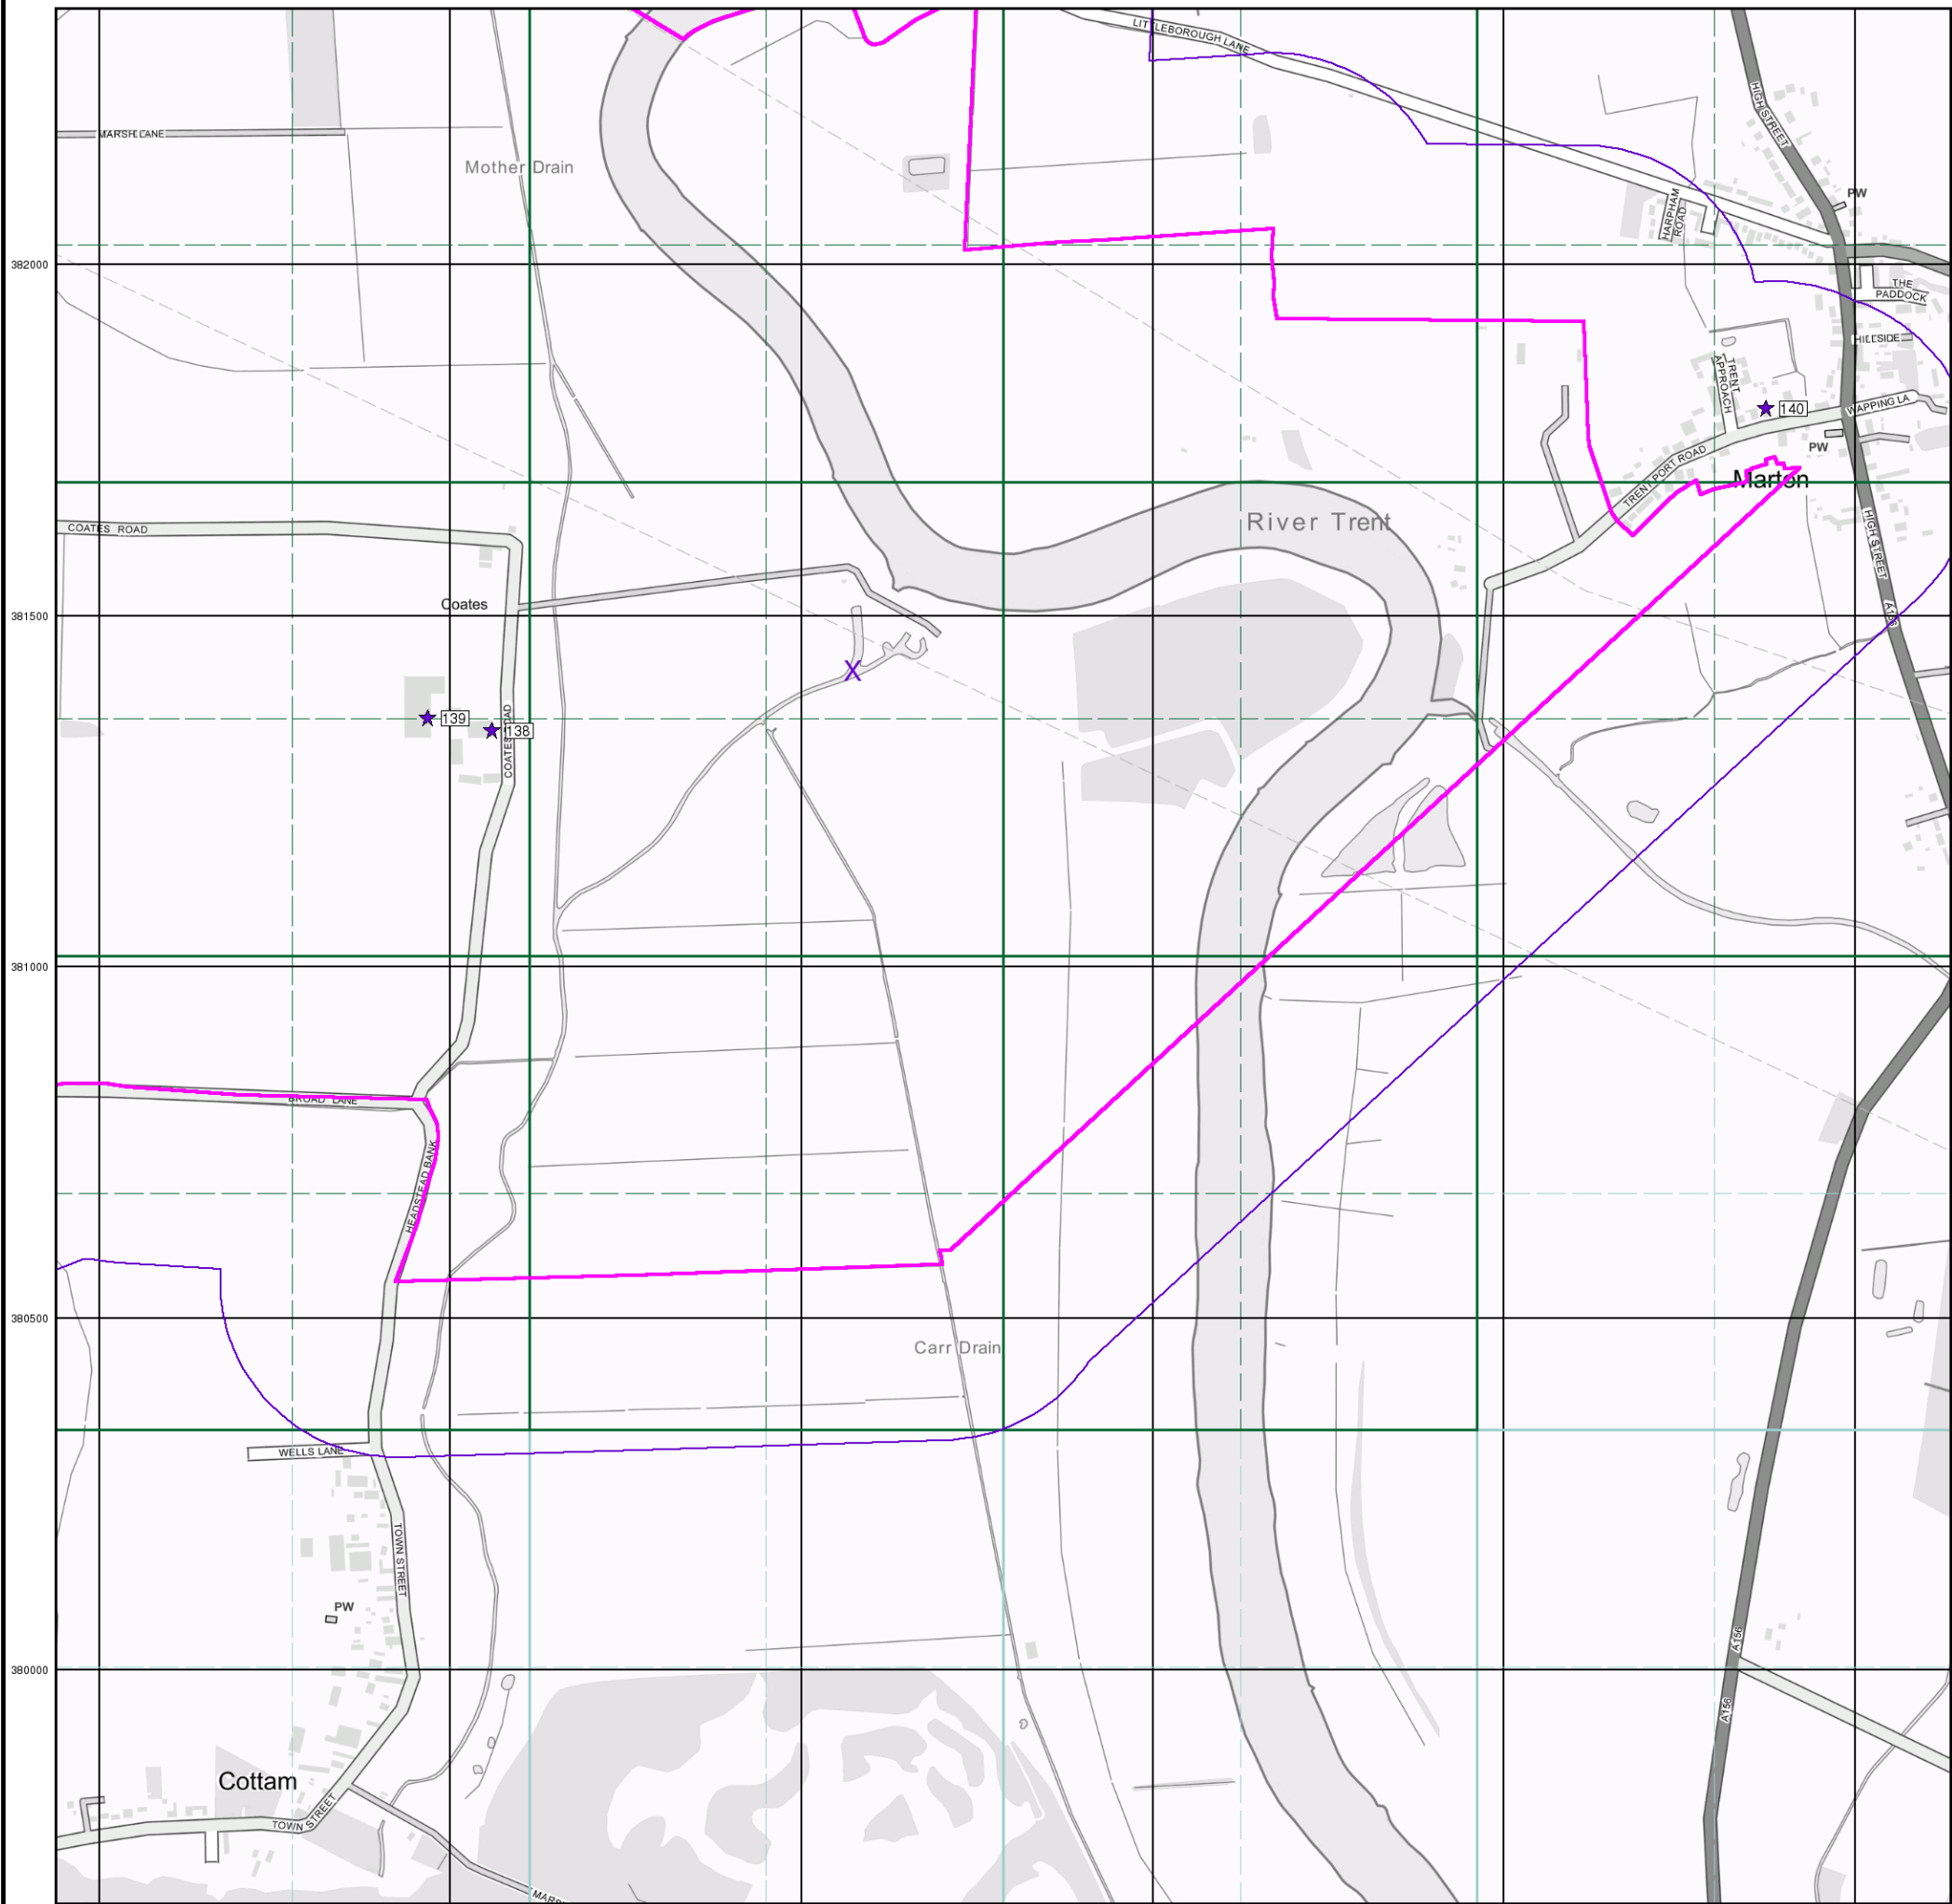 LITTLEBOROUGH LANE
HIGH STREET
MARSH LANE
Mother Drain
PW
HARPHAM
ROAD
382000
THE
PADDOCK
HILLSIDE
TRENT
APPROACH
140
WAPPING LA
PW
TRENT PORT ROAD
Marton
River Trent
COATES ROAD
HIGH STREET
Coates
A156
381500
X
139
138
COATES ROAD
381000
BROAD LANE
HEADSTEAD BANK
380500
Carr Drain
WELLS LANE
TOWN STREET
PW
A156
380000
A156
Cottam
TOWN STREET